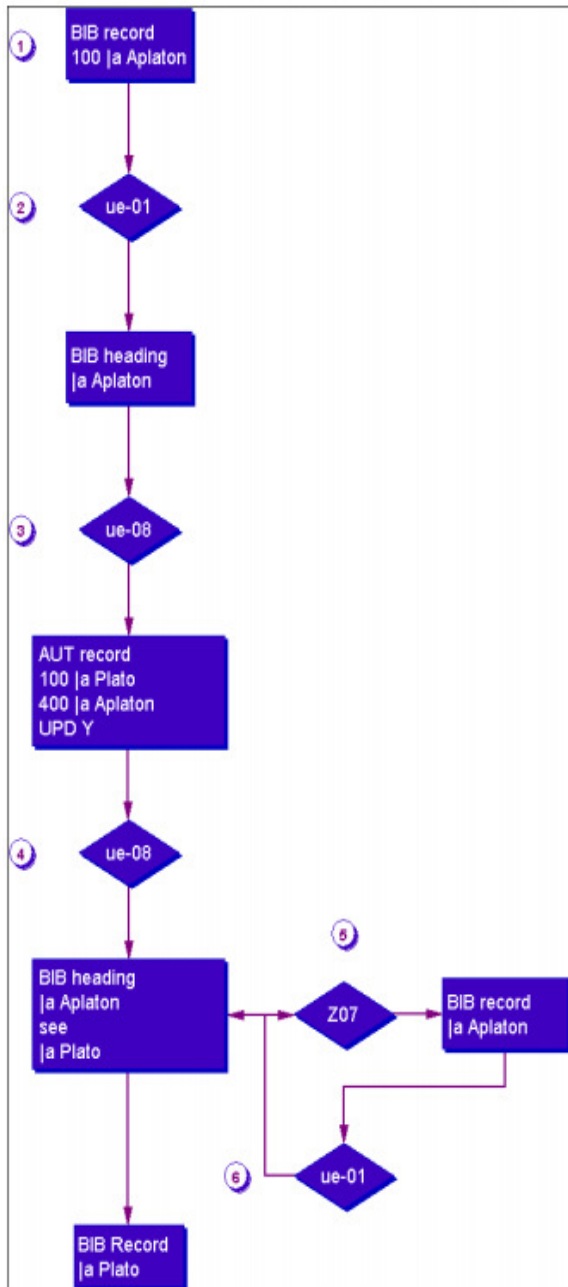 1
BIB record
100 |a Aplaton
2
ue-01
BIB heading
|a Aplaton
3
ue-08
AUT record
100 |a Plato
400 |a Aplaton
UPD Y
4
ue-08
5
BIB heading
|a Aplaton
see
|a Plato
Z07
BIB record
|a Aplaton
6
ue-01
BIB Record
|a Plato